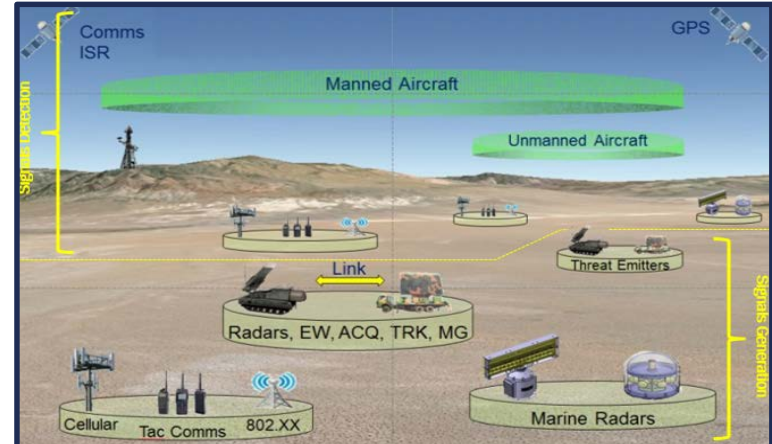 Comms
ISR
GPS
Manned Aircraft
Unmanned Aircraft
Signals Detection
Link
Threat Emitters
Radars, EW, ACQ, TRK, MG
Signals Generation
Cellular
Tac Comms
802.XX
Marine Radars